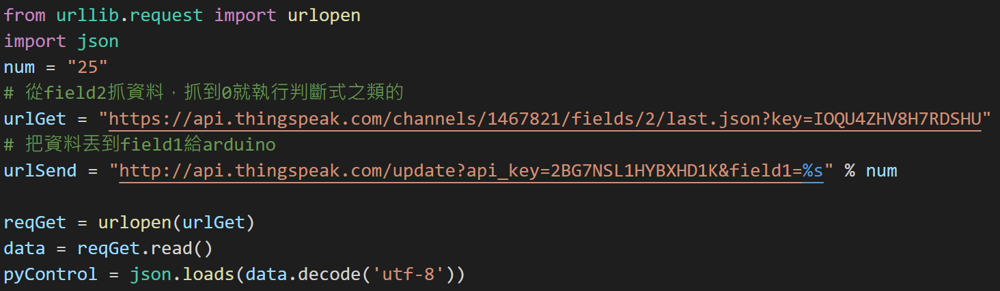 from urllib.request import urlopen
import json
num = "25"
# 從field2抓資料，抓到0就執行判斷式之類的
urlGet = "https://api.thingspeak.com/channels/1467821/fields/2/last.json?key=IOQU4ZHV8H7RDSHU"
# 把資料丟到field1給arduino
urlSend = "http://api.thingspeak.com/update?api_key=2BG7NSL1HYBXHD1K&field1=%s" % num
reqGet = urlopen(urlGet)
data = reqGet.read()
pyControl = json.loads(data.decode('utf-8'))